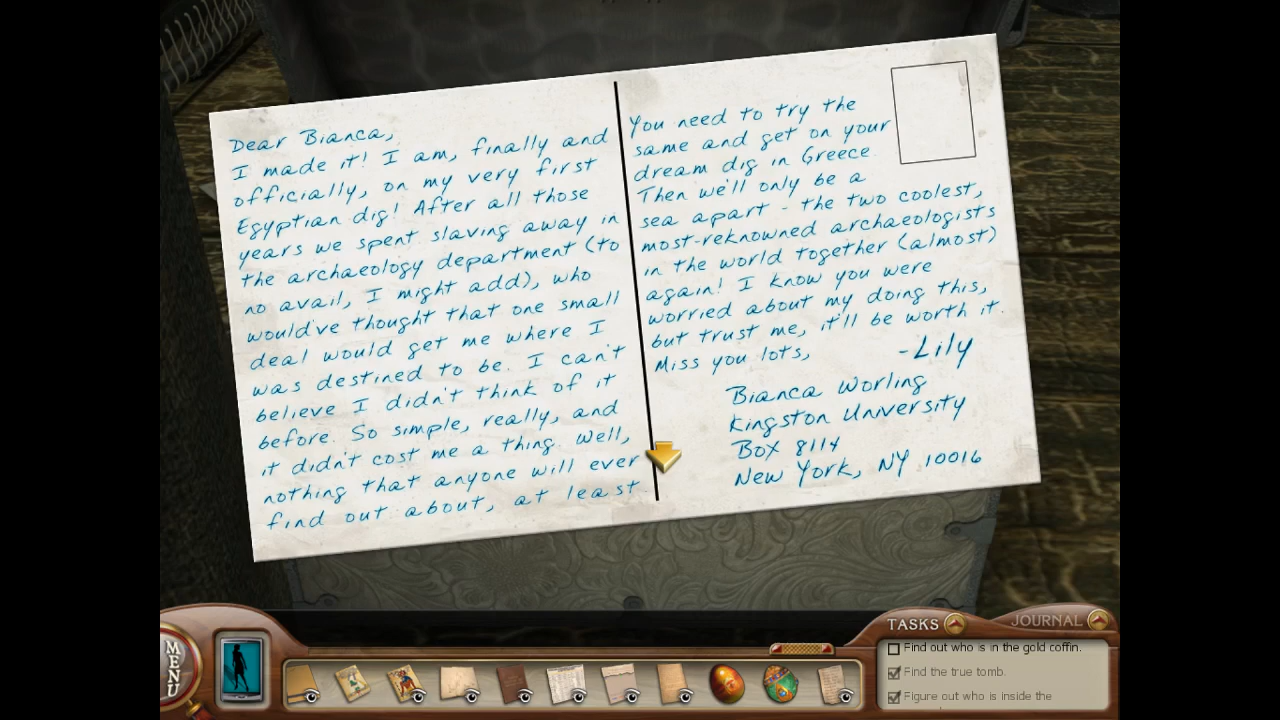 Dear Bianca,
I made it! I am, finally and
officially, on my very first
Egyptian dig! After all those
years we spent slaving away in
the archaeology department (to
no avail, I might add), who
would've thought that one small
deal would get me where I
was destined to be. I can't
believe I didn't think of it
before. So simple, really, and
it didn't cost me a thing. Well,
nothing that anyone will ever
find out about, at least.
You need to try the
same and get on your
dream dig in Greece.
Then we'll only be a
sea apart - the two coolest,
most-reknowned archaeologists
in the world together (almost)
again! I know you were
worried about my doing this,
but trust me, it'll be worth it.
Miss you lots,
-Lily
Bianca Worling
Kingston University
Box 8114
New York, NY 10016
MENU
TASKS
JOURNAL
Find out who is in the gold coffin.
Find the true tomb.
Figure out who is inside the